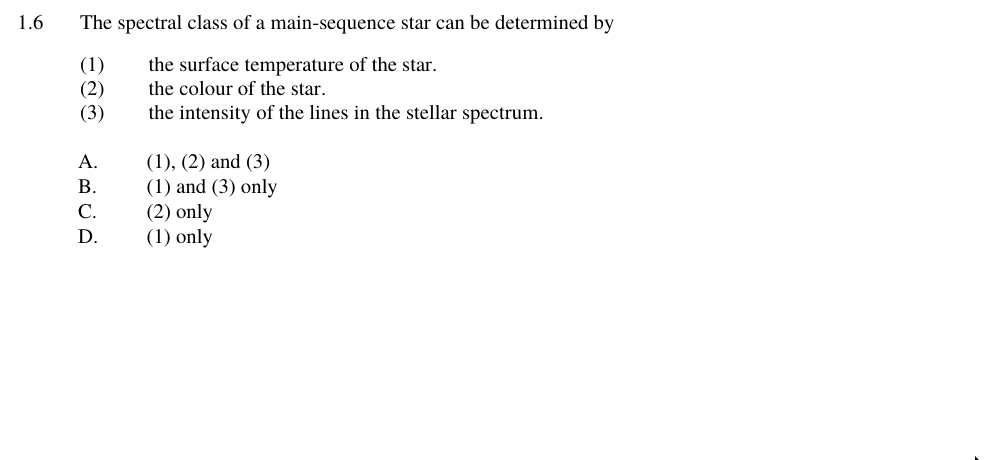 1.6 The spectral class of a main-sequence star can be determined by
(1) the surface temperature of the star.
(2) the colour of the star.
(3) the intensity of the lines in the stellar spectrum.
A. (1), (2) and (3)
B. (1) and (3) only
C. (2) only
D. (1) only